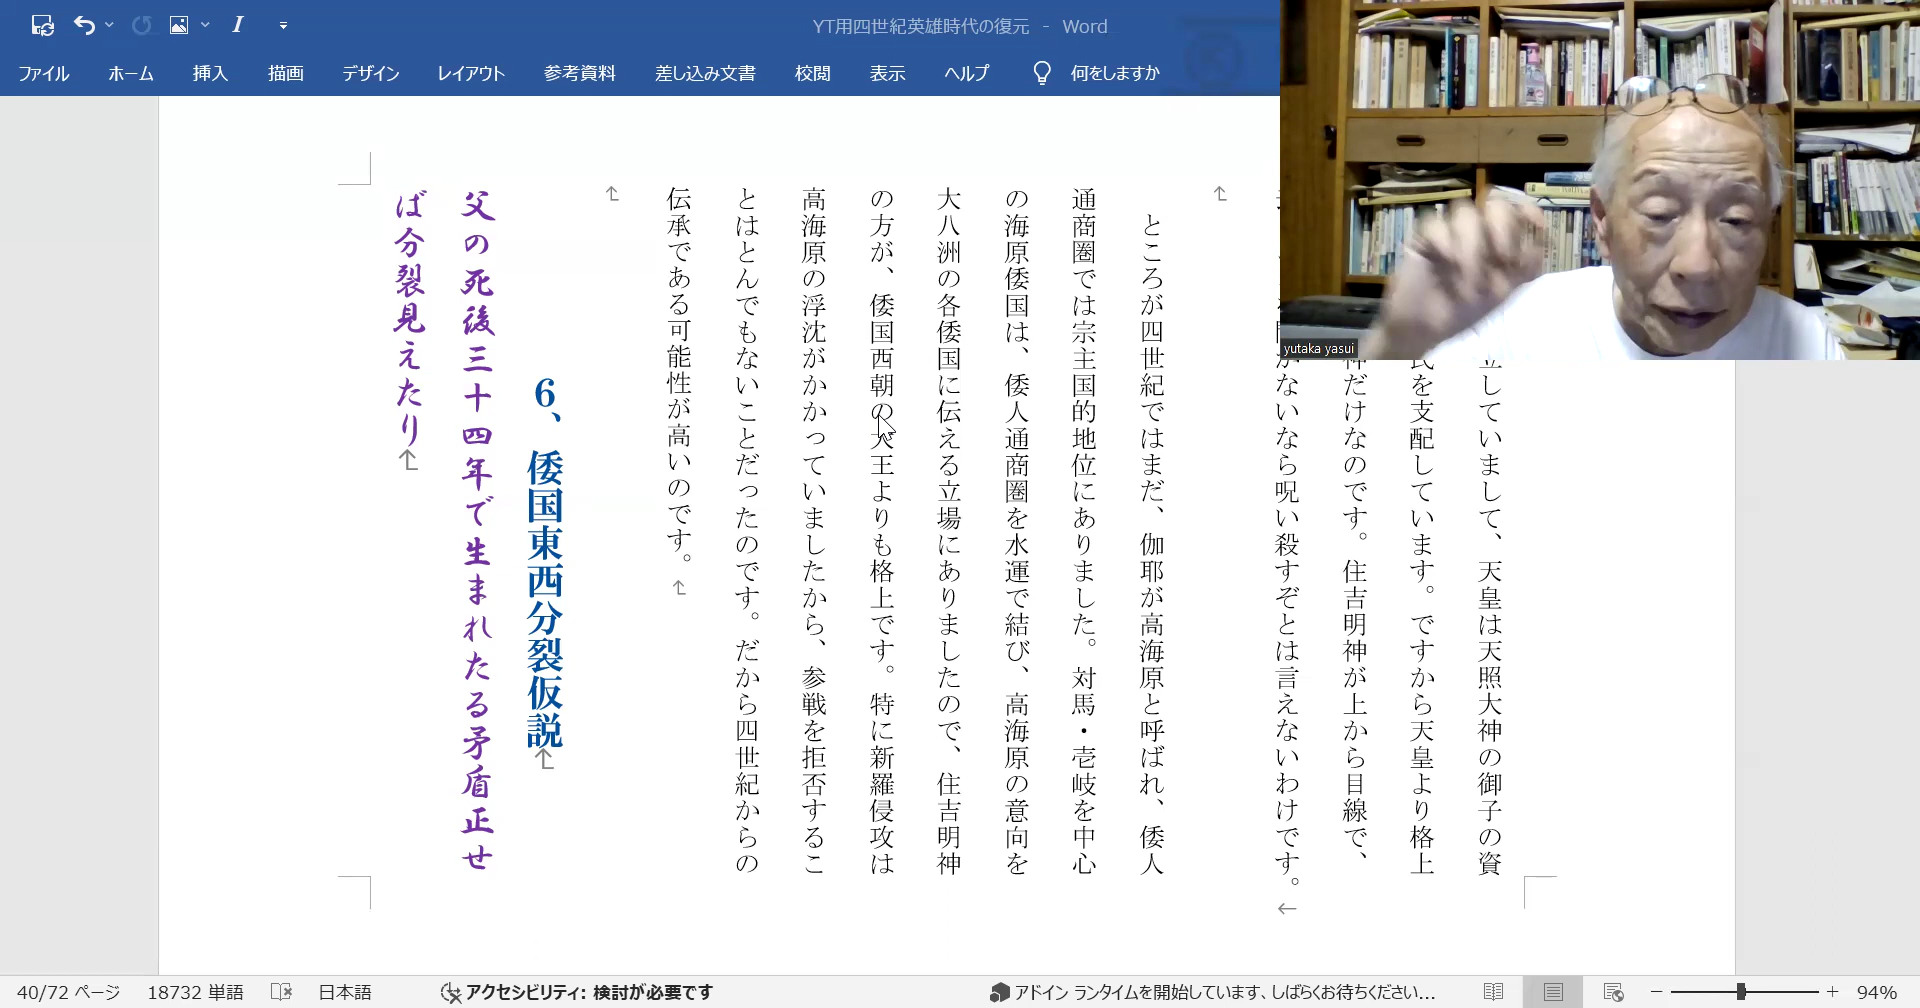 YT用四世紀英雄時代の復元 - Word
ファイル ホーム 挿入 描画 デザイン レイアウト 参考資料 差し込み文書 校閲 表示 ヘルプ 何をしますか
yutaka yasui
立していまして、天皇は天照大神の御子の資
民を支配しています。ですから天皇より格上
神だけなのです。住吉明神が上から目線で、
がないなら呪い殺すぞとは言えないわけです。
ところが四世紀ではまだ、伽耶が高海原と呼ばれ、倭人
通商圏では宗主国的地位にありました。対馬・壱岐を中心
の海原倭国は、倭人通商圏を水運で結び、高海原の意向を
大八洲の各倭国に伝える立場にありましたので、住吉明神
の方が、倭国西朝の大王よりも格上です。特に新羅侵攻は
高海原の浮沈がかかっていましたから、参戦を拒否するこ
とはとんでもないことだったのです。だから四世紀からの
伝承である可能性が高いのです。
6、倭国東西分裂仮説
父の死後三十四年で生まれたる矛盾正せ
ば分裂見えたり
40/72 ページ 18732 単語 日本語 アクセシビリティ: 検討が必要です アドイン ランタイムを開始しています、しばらくお待ちください... 94%